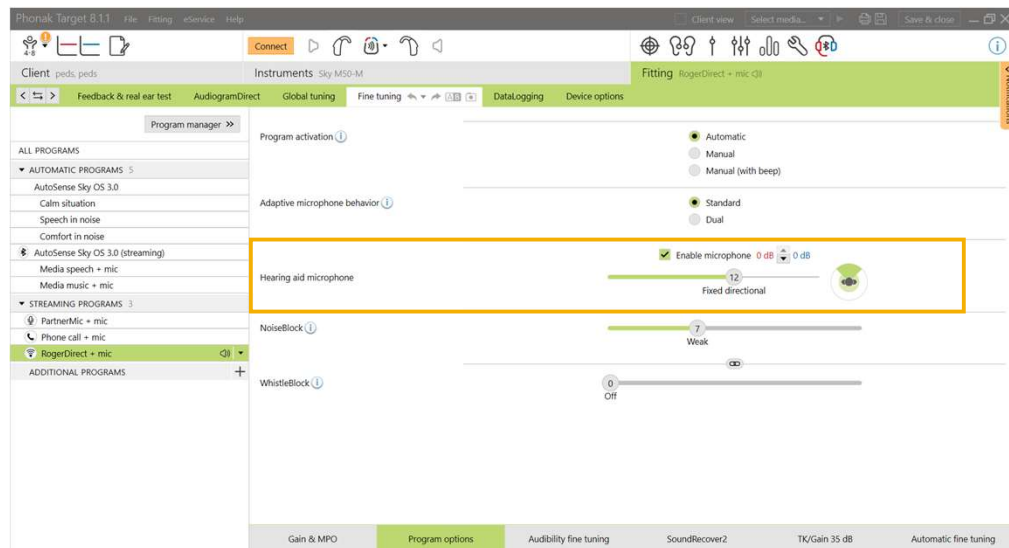 Phonak Target 8.1.1 File Fitting eService Help
Client view Select media... Save & close
4-8 Connect
Client peds, peds Instruments Sky M50-M Fitting RogerDirect + mic
Feedback & real ear test AudiogramDirect Global tuning Fine tuning DataLogging Device options
Program manager >>
ALL PROGRAMS
AUTOMATIC PROGRAMS 5
AutoSense Sky OS 3.0
Calm situation
Speech in noise
Comfort in noise
AutoSense Sky OS 3.0 (streaming)
Media speech + mic
Media music + mic
STREAMING PROGRAMS 3
PartnerMic + mic
Phone call + mic
RogerDirect + mic
ADDITIONAL PROGRAMS +
Program activation
Automatic
Manual
Manual (with beep)
Adaptive microphone behavior
Standard
Dual
Enable microphone 0 dB 0 dB
Hearing aid microphone 12
Fixed directional
NoiseBlock 7
Weak
WhistleBlock 0
Off
Gain & MPO Program options Audibility fine tuning SoundRecover2 TK/Gain 35 dB Automatic fine tuning